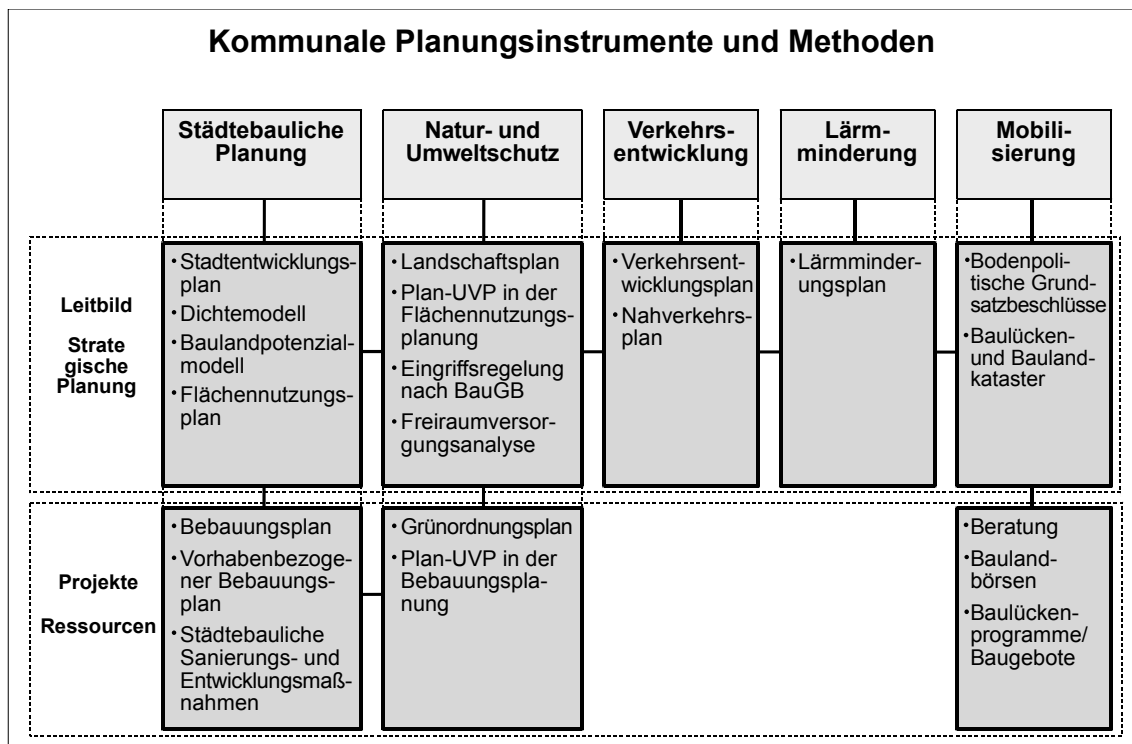 Kommunale Planungsinstrumente und Methoden
Städtebauliche
Planung
Natur- und
Umweltschutz
Verkehrs-
entwicklung
Lärm-
minderung
Mobili-
sierung
Leitbild
Strate
gische
Planung
• Stadtentwicklungs-
plan
• Dichtemodell
• Baulandpotenzial-
modell
• Flächennutzungs-
plan
• Landschaftsplan
• Plan-UVP in der
Flächennutzungs-
planung
• Eingriffsregelung
nach BauGB
• Freiraumversor-
gungsanalyse
• Verkehrsent-
wicklungsplan
• Nahverkehrs-
plan
• Lärmminder-
ungsplan
• Bodenpoli-
tische Grund-
satzbeschlüsse
• Baulücken-
und Bauland-
kataster
Projekte
Ressourcen
• Bebauungsplan
• Vorhabenbezoge-
ner Bebauungs-
plan
• Städtebauliche
Sanierungs- und
Entwicklungsmaß-
nahmen
• Grünordnungsplan
• Plan-UVP in der
Bebauungspla-
nung
• Beratung
• Bauland-
börsen
• Baulücken-
programme/
Baugebote